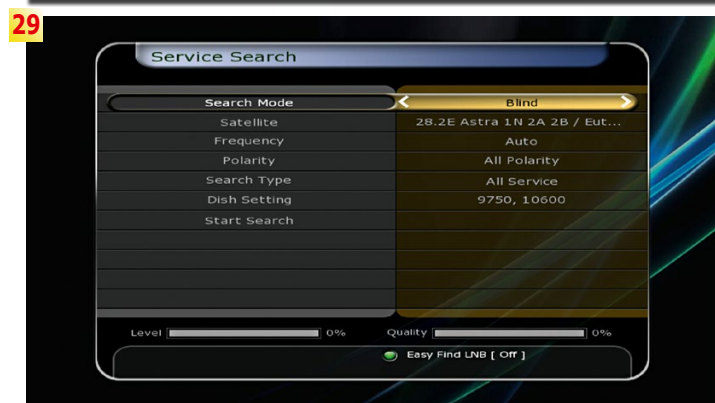 29
Service Search
Search Mode Blind
Satellite 28.2E Astra 1N 2A 2B / Eut...
Frequency Auto
Polarity All Polarity
Search Type All Service
Dish Setting 9750, 10600
Start Search
Level 0% Quality 0%
Easy Find LNB [ Off ]